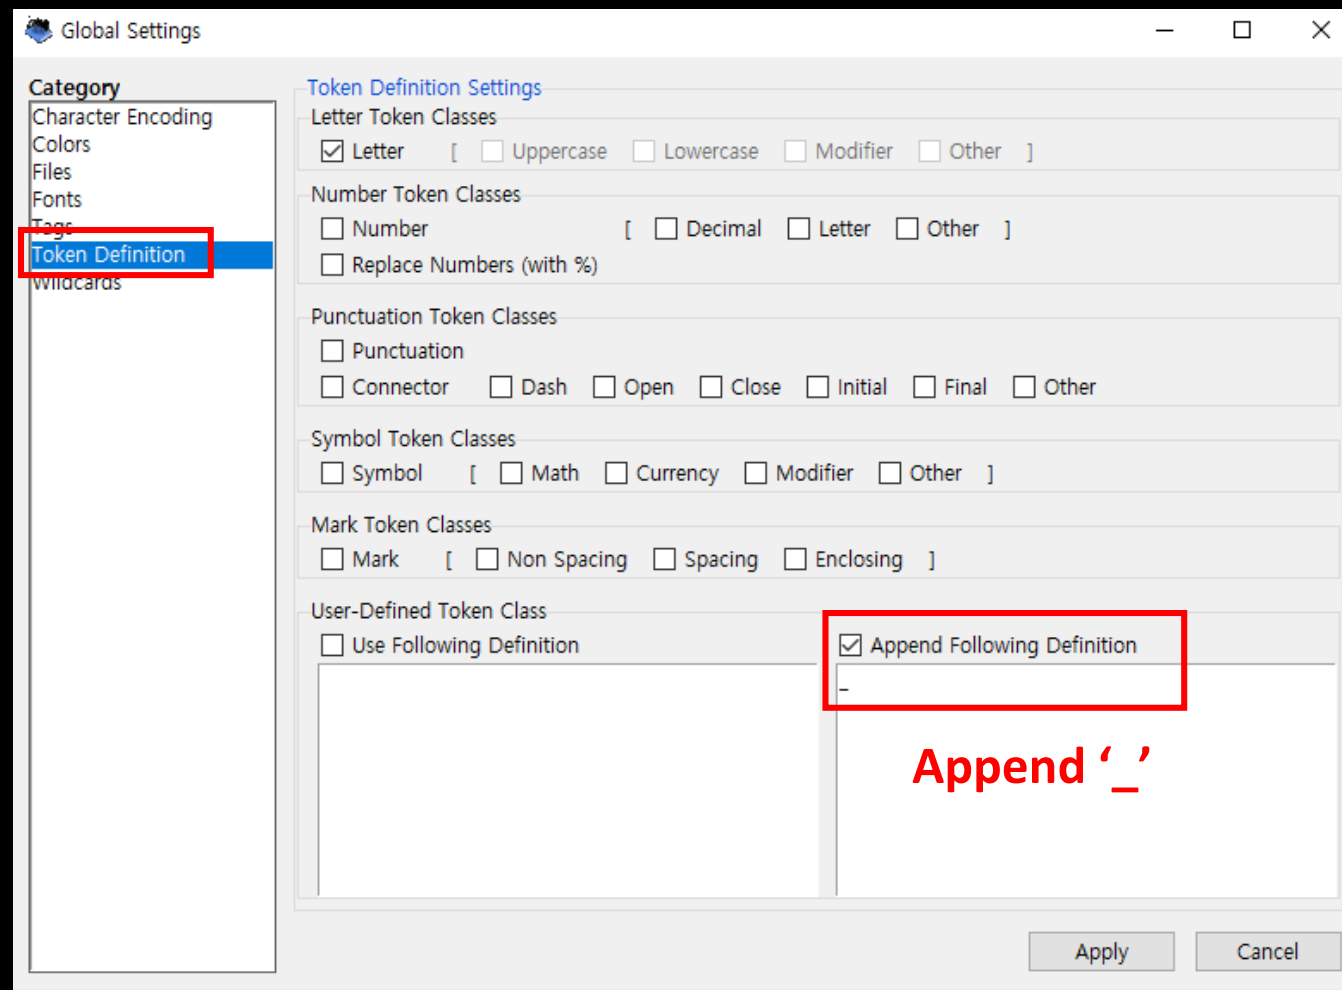 Global Settings
Category
Character Encoding
Colors
Files
Fonts
Tags
Token Definition
Wildcards
Token Definition Settings
Letter Token Classes
Letter [ Uppercase Lowercase Modifier Other ]
Number Token Classes
Number [ Decimal Letter Other ]
Replace Numbers (with %)
Punctuation Token Classes
Punctuation
Connector Dash Open Close Initial Final Other
Symbol Token Classes
Symbol [ Math Currency Modifier Other ]
Mark Token Classes
Mark [ Non Spacing Spacing Enclosing ]
User-Defined Token Class
Use Following Definition Append Following Definition
_
Append ‘_’
Apply Cancel